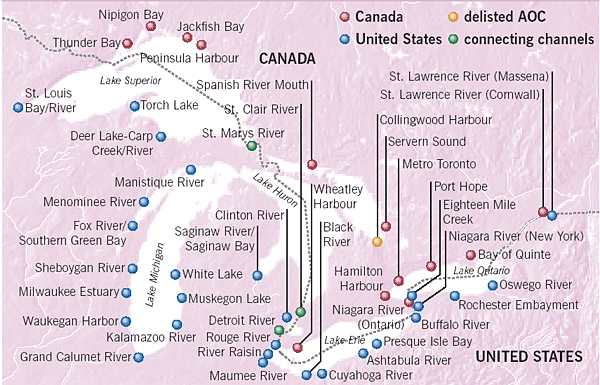 Nipigon Bay
Jackfish Bay
Thunder Bay
Peninsula Harbour
Canada
delisted AOC
United States
connecting channels
CANADA
Lake Superior
Spanish River Mouth
St. Lawrence River (Massena)
St. Lawrence River (Cornwall)
St. Louis
Bay/River
Torch Lake
St. Clair River
Collingwood Harbour
Deer Lake-Carp
Creek/River
St. Marys River
Servern Sound
Metro Toronto
Manistique River
Lake Huron
Wheatley
Harbour
Port Hope
Menominee River
Eighteen Mile
Creek
Clinton River
Black
River
Fox River/
Southern Green Bay
Saginaw River/
Saginaw Bay
Niagara River (New York)
Bay of Quinte
Lake Michigan
Sheboygan River
White Lake
Hamilton
Harbour
Lake Ontario
Oswego River
Milwaukee Estuary
Muskegon Lake
Rochester Embayment
Niagara River
(Ontario)
Waukegan Harbor
Detroit River
Buffalo River
Kalamazoo River
Rouge River
Lake Erie
Presque Isle Bay
River Raisin
Grand Calumet River
Ashtabula River
UNITED STATES
Maumee River
Cuyahoga River